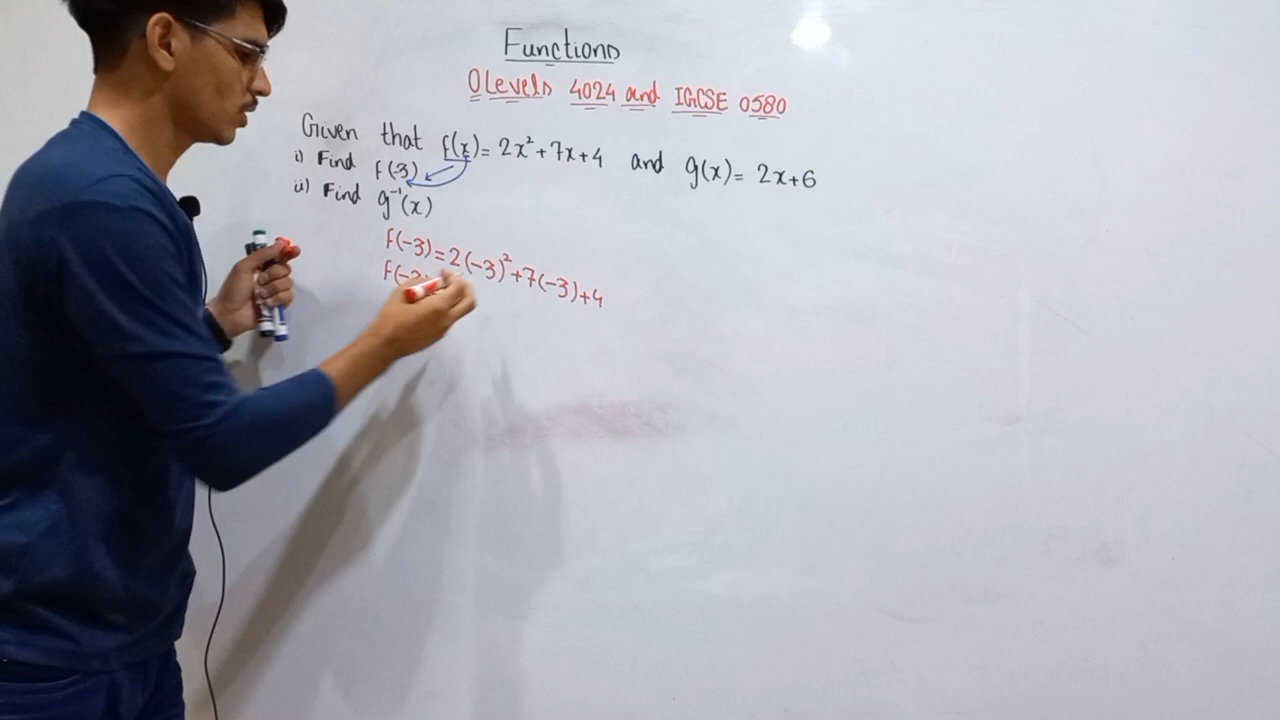 Functions
O Levels 4024 and IGCSE 0580
Given that f(x) = 2x²+7x+4 and g(x) = 2x+6
i) Find f(-3)
ii) Find g⁻¹(x)
f(-3) = 2(-3)²+7(-3)+4
f(-3)